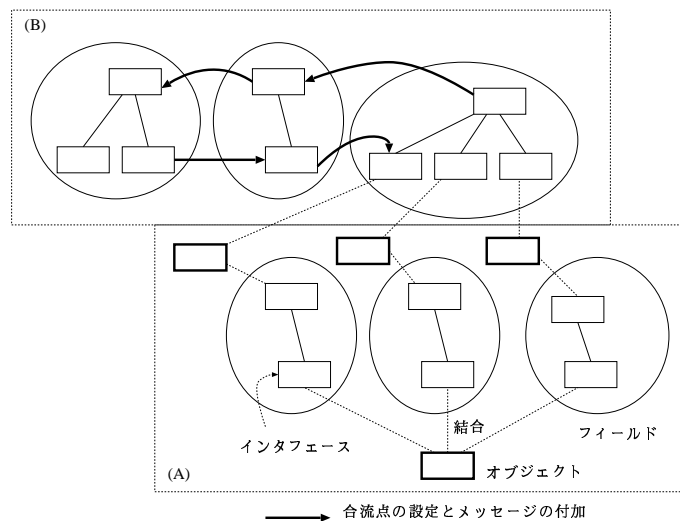 (B)
結合
フィールド
インタフェース
(A)
オブジェクト
合流点の設定とメッセージの付加